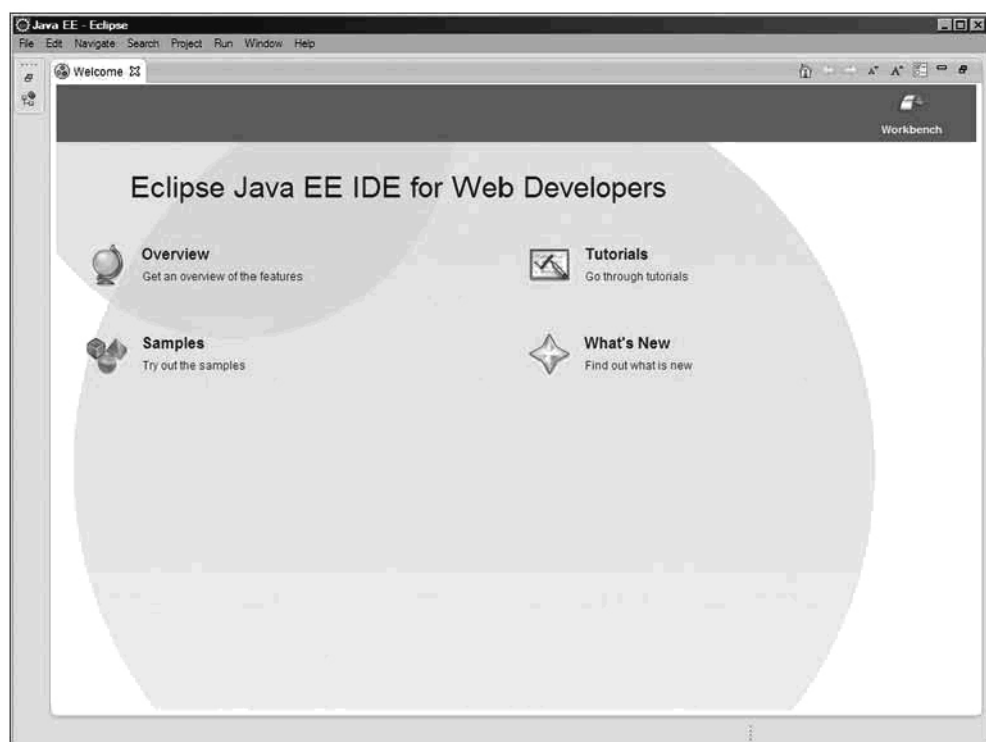 Java EE - Eclipse
File Edit Navigate Search Project Run Window Help
Welcome
Workbench
Eclipse Java EE IDE for Web Developers
Overview
Get an overview of the features
Tutorials
Go through tutorials
Samples
Try out the samples
What's New
Find out what is new